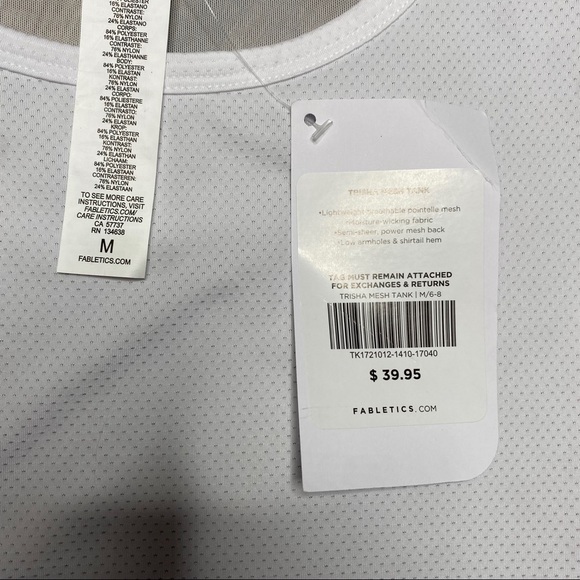 16% ELASTANO
CONTRASTE:
76% NYLON
24% ELASTANO
CORPS:
84% POLYESTER
16% ELASTHANNE
CONTRASTE:
76% NYLON
24% ELASTHANNE
BODY:
84% POLYESTER
16% ELASTAN
KONTRAST:
76% NYLON
24% ELASTAN
CORPO:
84% POLIESTERE
16% ELASTAN
CONTRASTO:
76% NYLON
24% ELASTAN
KROP:
84% POLYESTER
16% ELASTHAN
KONTRAST:
76% NYLON
24% ELASTHAN
LICHAAM:
84% POLYESTER
16% ELASTAAN
CONTRASTEREN:
76% NYLON
24% ELASTAAN
TO SEE MORE CARE
INSTRUCTIONS, VISIT
FABLETICS.COM/
CARE INSTRUCTIONS
CA 57737
RN 134638
M
FABLETICS.COM
TRISHA MESH TANK
•Lightweight breathable pointelle mesh
•Moisture-wicking fabric
•Semi-sheer, power mesh back
•Low armholes & shirtail hem
TAG MUST REMAIN ATTACHED
FOR EXCHANGES & RETURNS
TRISHA MESH TANK | M/6-8
TK1721012-1410-17040
$ 39.95
FABLETICS.COM